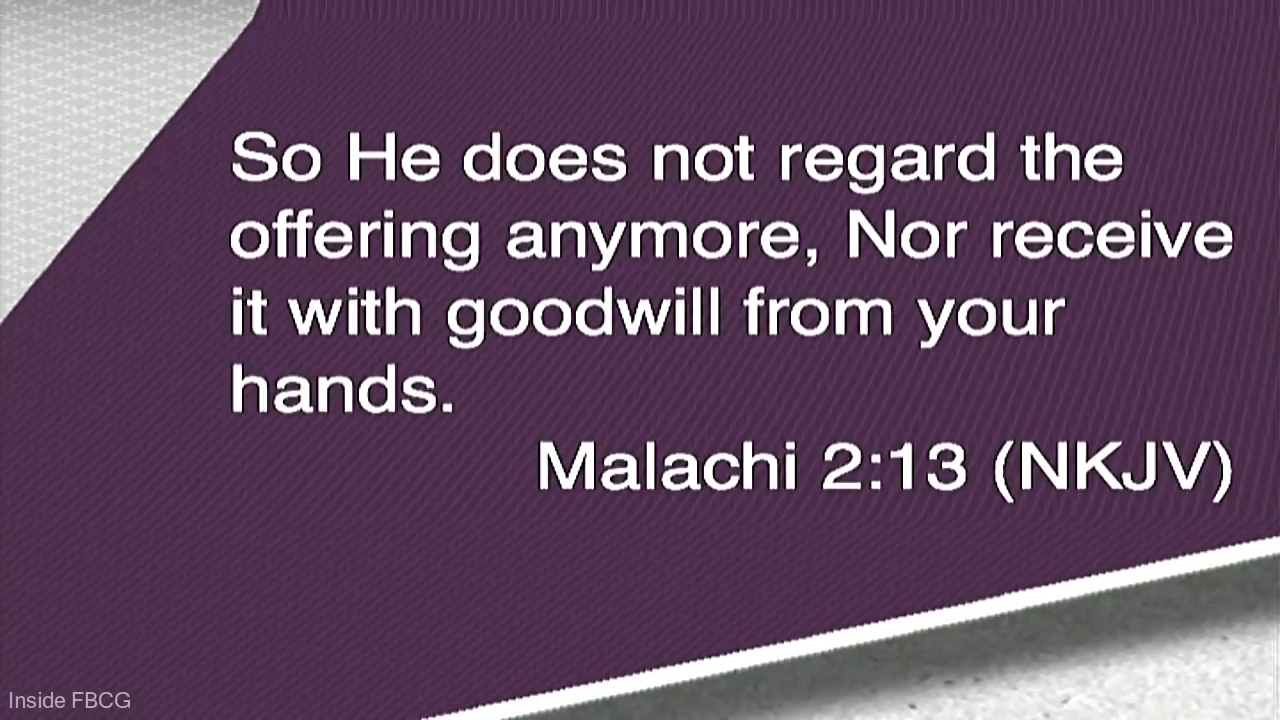 So He does not regard the
offering anymore, Nor receive
it with goodwill from your
hands.
Malachi 2:13 (NKJV)
Inside FBCG